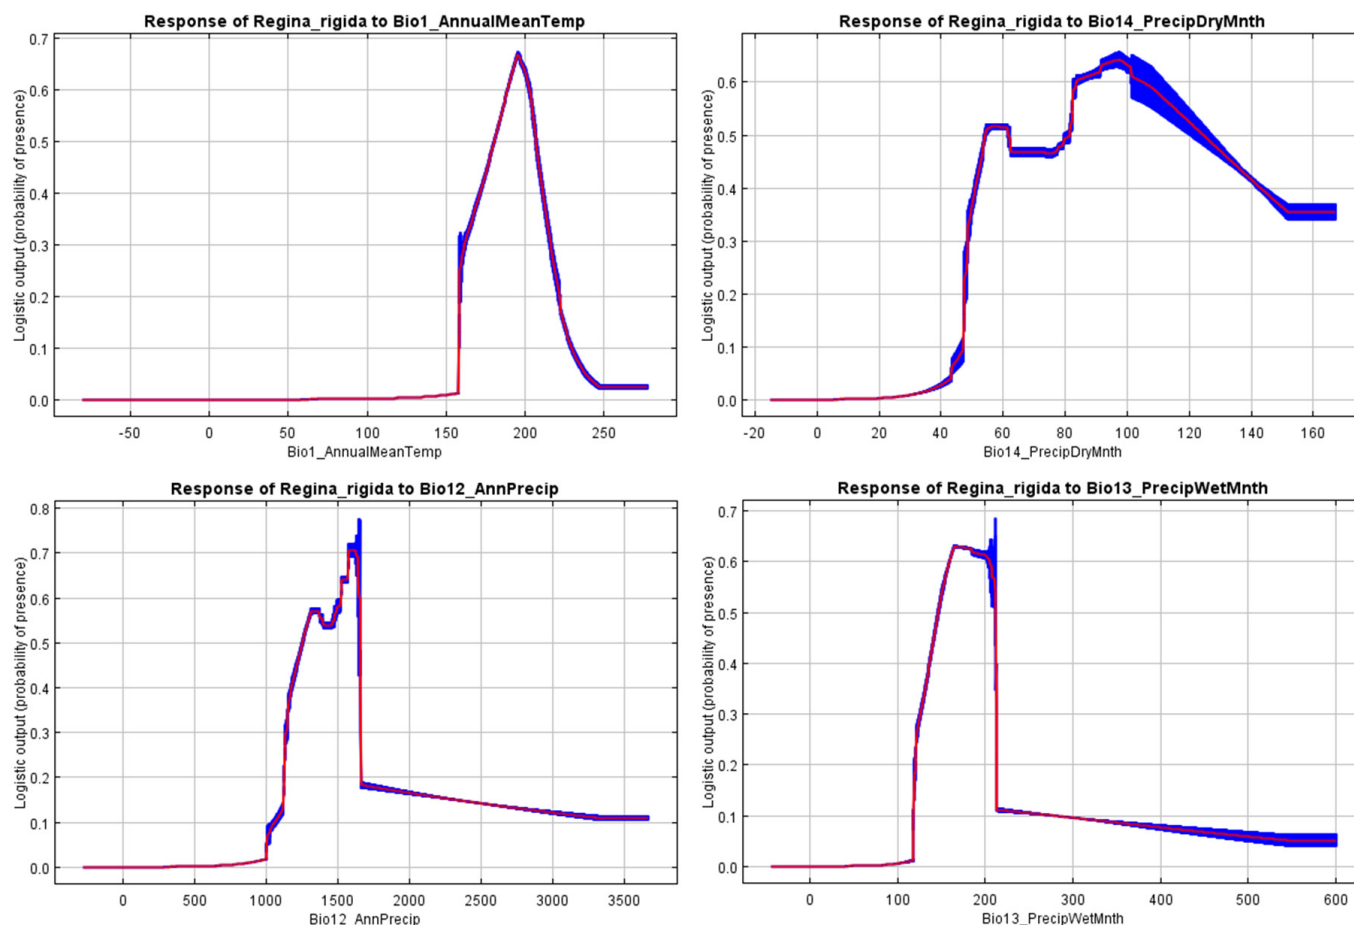 Response of Regina_rigida to Bio1_AnnualMeanTemp
Logistic output (probability of presence)
0.7
0.6
0.5
0.4
0.3
0.2
0.1
0.0
-50 0 50 100 150 200 250
Bio1_AnnualMeanTemp
Response of Regina_rigida to Bio14_PrecipDryMnth
Logistic output (probability of presence)
0.6
0.5
0.4
0.3
0.2
0.1
0.0
-20 0 20 40 60 80 100 120 140 160
Bio14_PrecipDryMnth
Response of Regina_rigida to Bio12_AnnPrecip
Logistic output (probability of presence)
0.8
0.7
0.6
0.5
0.4
0.3
0.2
0.1
0.0
0 500 1000 1500 2000 2500 3000 3500
Bio12_AnnPrecip
Response of Regina_rigida to Bio13_PrecipWetMnth
Logistic output (probability of presence)
0.7
0.6
0.5
0.4
0.3
0.2
0.1
0.0
0 100 200 300 400 500 600
Bio13_PrecipWetMnth